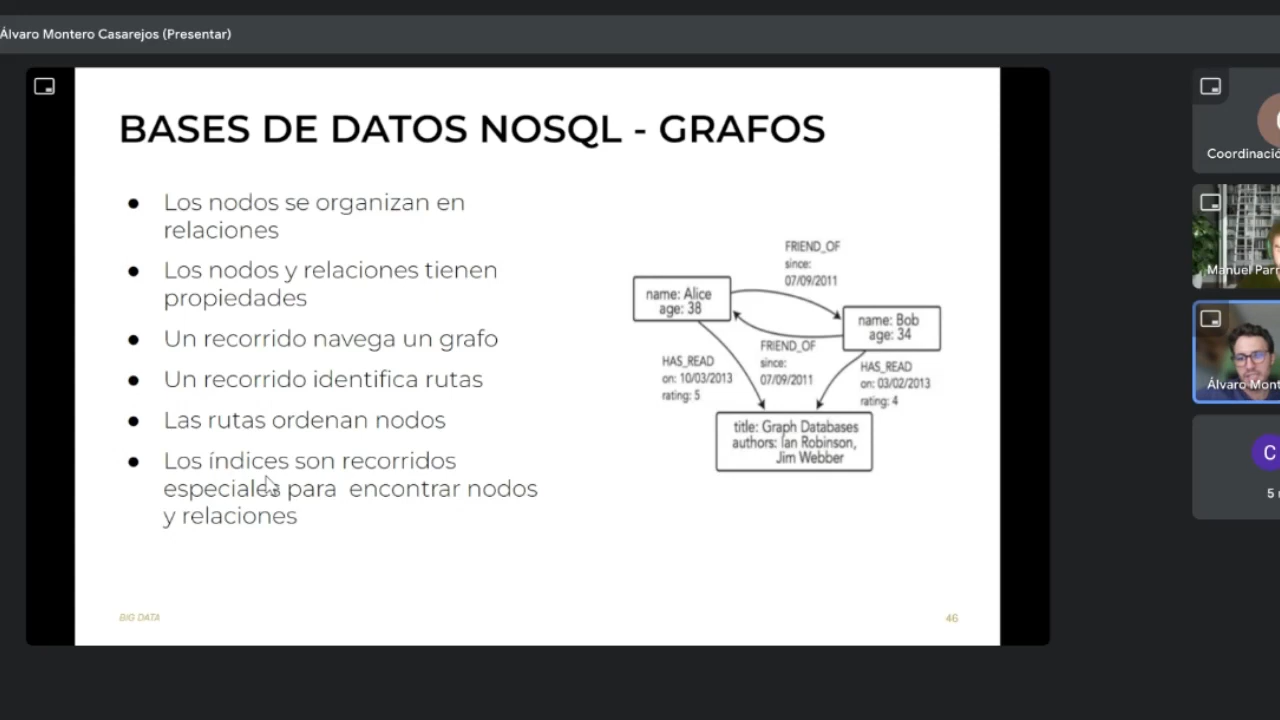 Álvaro Montero Casarejos (Presentar)
BASES DE DATOS NOSQL - GRAFOS
● Los nodos se organizan en
relaciones
● Los nodos y relaciones tienen
propiedades
● Un recorrido navega un grafo
● Un recorrido identifica rutas
● Las rutas ordenan nodos
● Los índices son recorridos
especiales para encontrar nodos
y relaciones
FRIEND_OF
since:
07/09/2011
name: Alice
age: 38
name: Bob
age: 34
FRIEND_OF
since:
07/09/2011
HAS_READ
on: 10/03/2013
rating: 5
HAS_READ
on: 03/02/2013
rating: 4
title: Graph Databases
authors: Ian Robinson,
Jim Webber
BIG DATA
46
Coordinació
Manuel Parr
Álvaro Mont
C
5